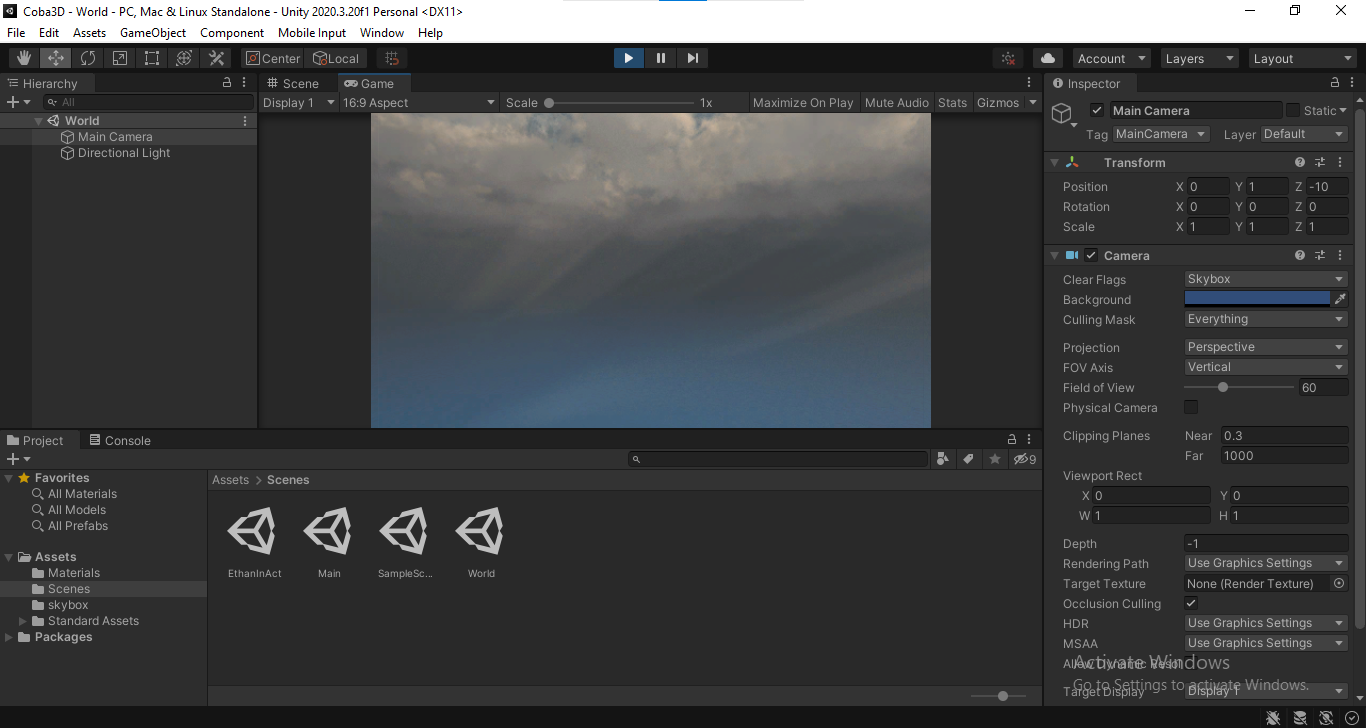 Coba3D - World - PC, Mac & Linux Standalone - Unity 2020.3.20f1 Personal <DX11>
File Edit Assets GameObject Component Mobile Input Window Help
Center Local Account Layers Layout
Hierarchy
All
World
Main Camera
Directional Light
Scene Game
Display 1 16:9 Aspect Scale 1x Maximize On Play Mute Audio Stats Gizmos
Project Console
9
Favorites
All Materials
All Models
All Prefabs
Assets
Materials
Scenes
skybox
Standard Assets
Packages
Assets > Scenes
EthanInAct Main SampleSc... World
Inspector
Main Camera Static
Tag MainCamera Layer Default
Transform
Position X 0 Y 1 Z -10
Rotation X 0 Y 0 Z 0
Scale X 1 Y 1 Z 1
Camera
Clear Flags Skybox
Background
Culling Mask Everything
Projection Perspective
FOV Axis Vertical
Field of View 60
Physical Camera
Clipping Planes Near 0.3
Far 1000
Viewport Rect
X 0 Y 0
W 1 H 1
Depth -1
Rendering Path Use Graphics Settings
Target Texture None (Render Texture)
Occlusion Culling
HDR Use Graphics Settings
MSAA Use Graphics Settings
Allow Dynamic Resol
Target Display Display 1
Activate Windows
Go to Settings to activate Windows.